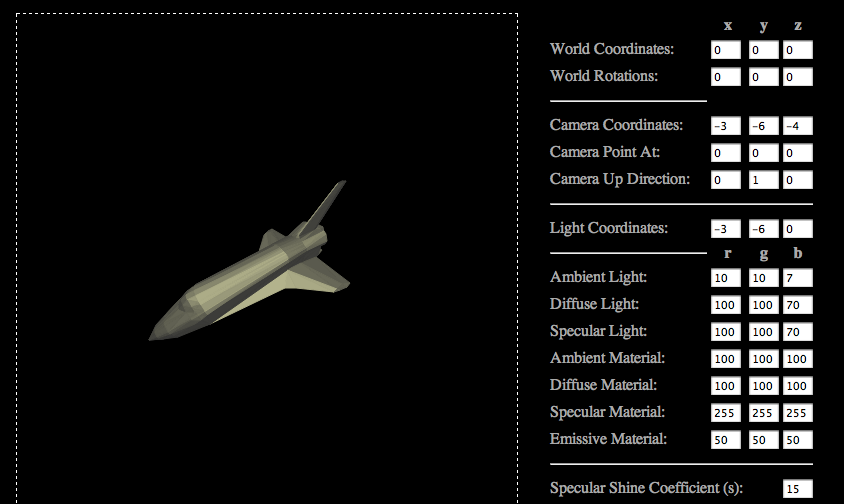 x y z
World Coordinates: 0 0 0
World Rotations: 0 0 0
Camera Coordinates: -3 -6 -4
Camera Point At: 0 0 0
Camera Up Direction: 0 1 0
Light Coordinates: -3 -6 0
r g b
Ambient Light: 10 10 7
Diffuse Light: 100 100 70
Specular Light: 100 100 70
Ambient Material: 100 100 100
Diffuse Material: 100 100 100
Specular Material: 255 255 255
Emissive Material: 50 50 50
Specular Shine Coefficient (s): 15